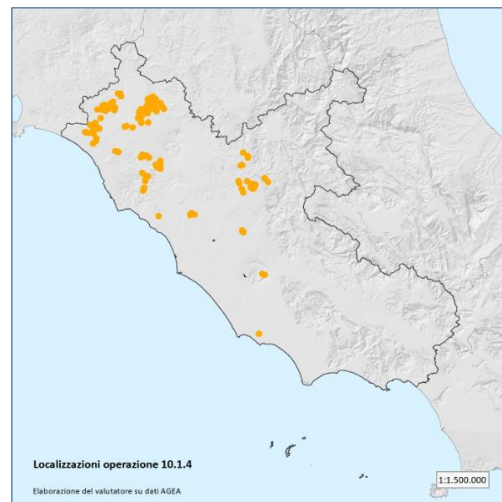 Localizzazioni operazione 10.1.4
1:1.500.000
Elaborazione del valutatore su dati AGEA